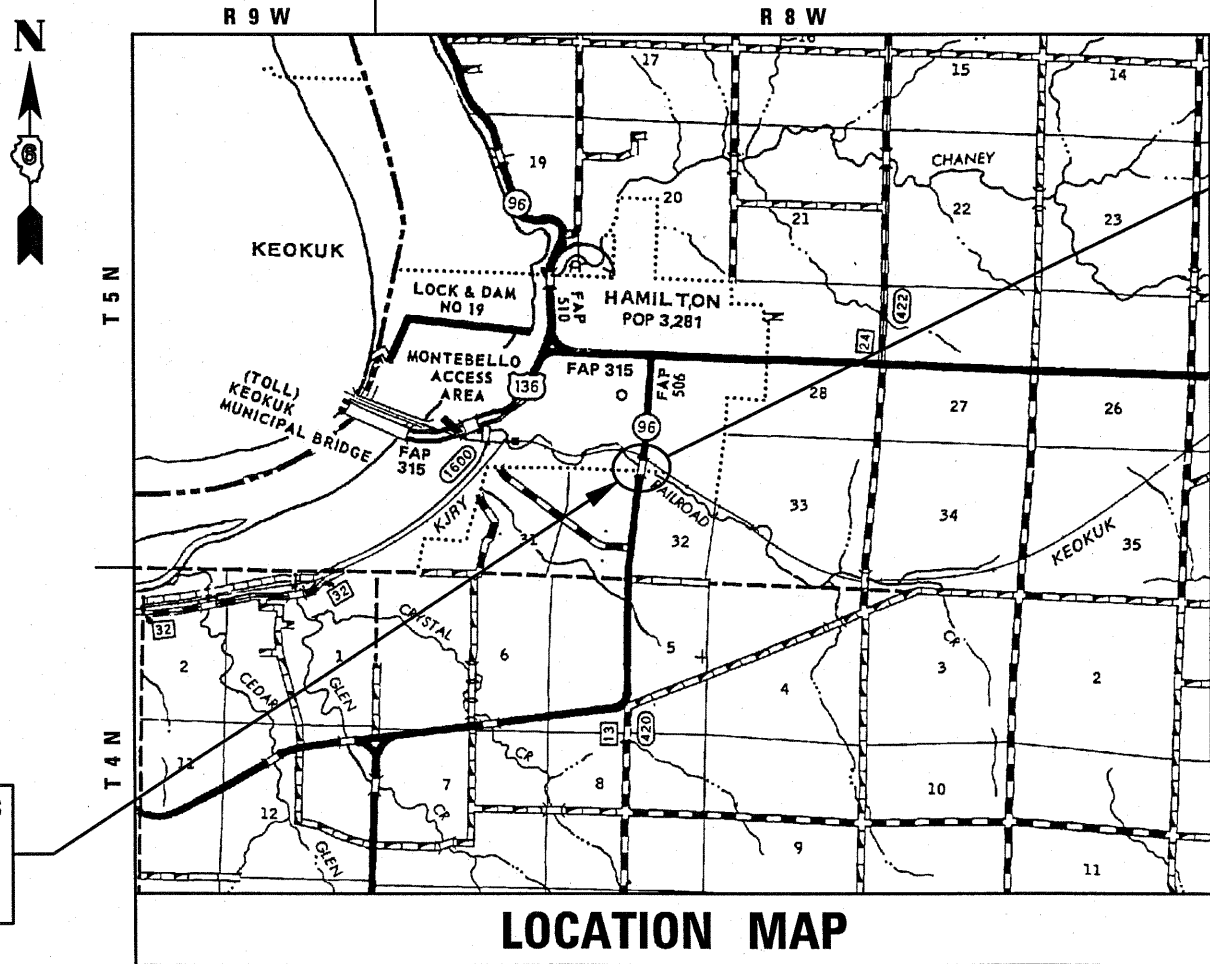 R 9 W
R 8 W
N
6
T 5 N
T 4 N
16
17
15
14
19
20
21
22
23
CHANEY
96
KEOKUK
LOCK & DAM
NO 19
FAP
510
HAMILTON
POP 3,281
N
422
24
MONTEBELLO
ACCESS
AREA
136
FAP 315
FAP
506
28
27
26
(TOLL)
KEOKUK
MUNICIPAL BRIDGE
FAP
315
1600
96
KJRY
RAILROAD
31
32
33
34
35
KEOKUK
32
32
CRYSTAL
2
1
6
5
4
3
2
CR
CEDAR
GLEN
13
420
11
12
7
CR
8
CR
10
9
11
GLEN
LOCATION MAP